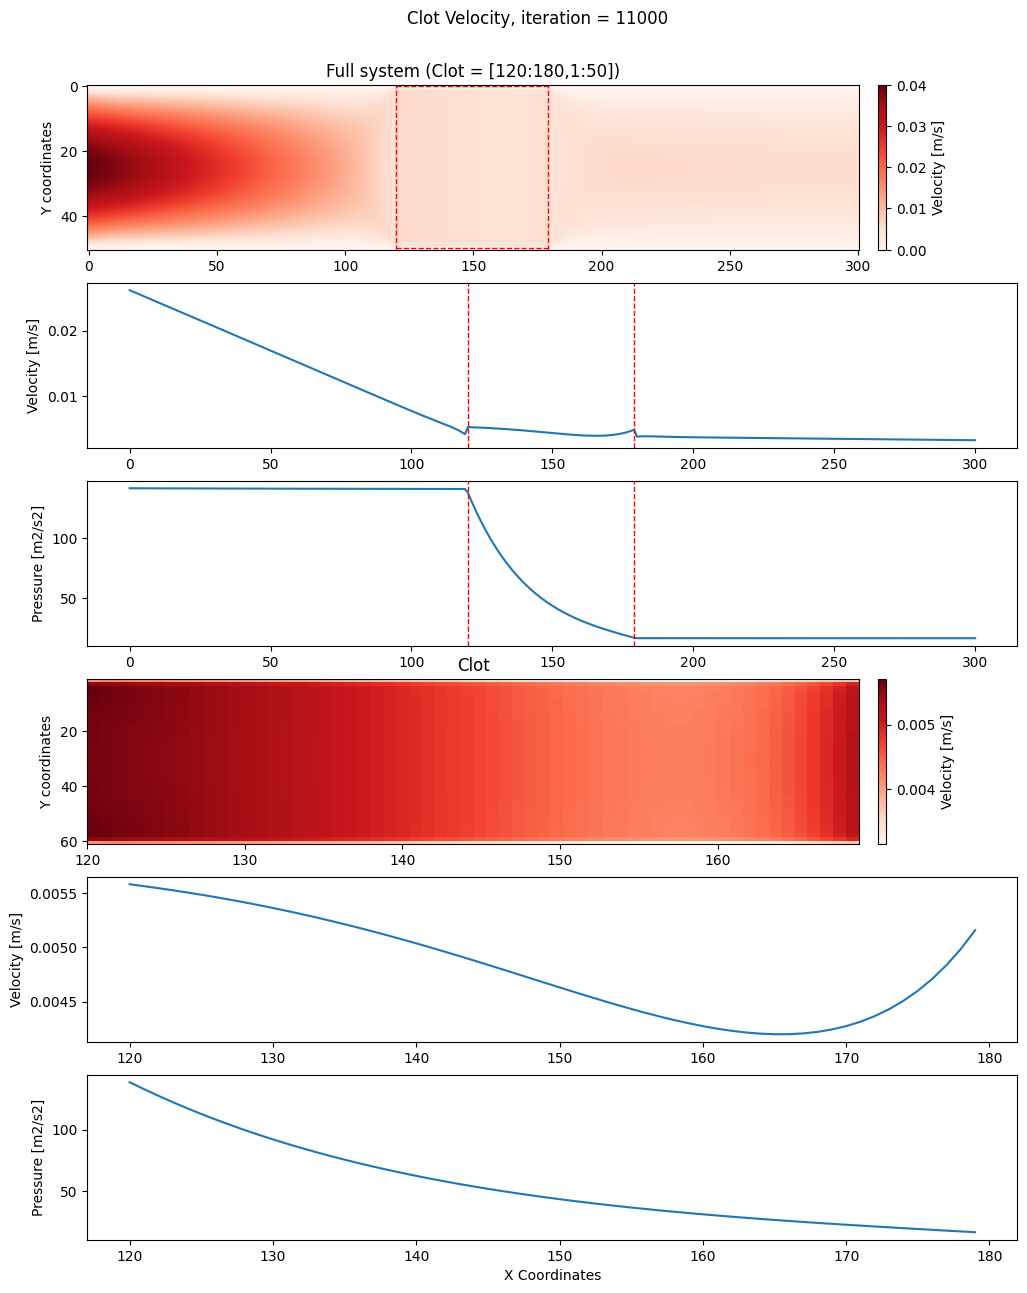 Clot Velocity, iteration = 11000
Full system (Clot = [120:180,1:50])
Y coordinates
0
20
40
0 50 100 150 200 250 300
0.04
0.03
0.02
0.01
0.00
Velocity [m/s]
Velocity [m/s]
0.02
0.01
0 50 100 150 200 250 300
Pressure [m2/s2]
100
50
0 50 100 150 200 250 300
Clot
Y coordinates
20
40
60
120 130 140 150 160
0.005
0.004
Velocity [m/s]
Velocity [m/s]
0.0055
0.0050
0.0045
120 130 140 150 160 170 180
Pressure [m2/s2]
100
50
120 130 140 150 160 170 180
X Coordinates